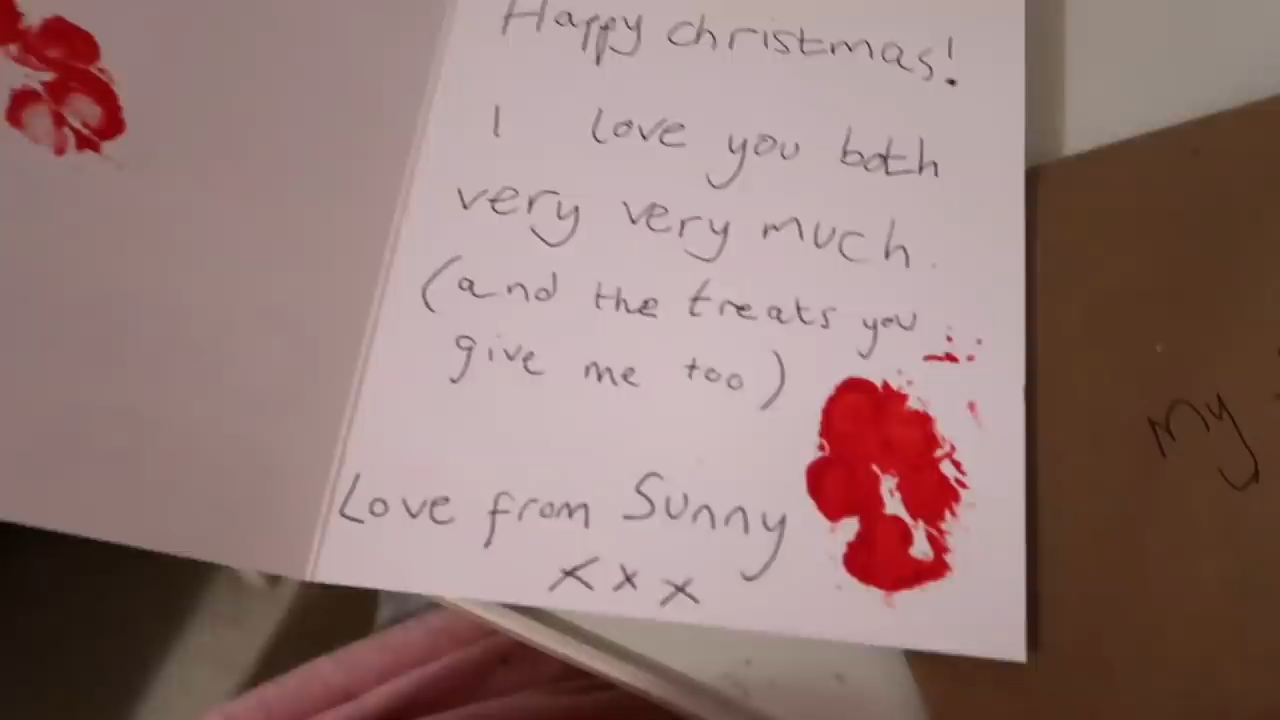 Happy christmas!
I love you both
very very much.
(and the treats you
give me too)
Love from Sunny
xxx
My